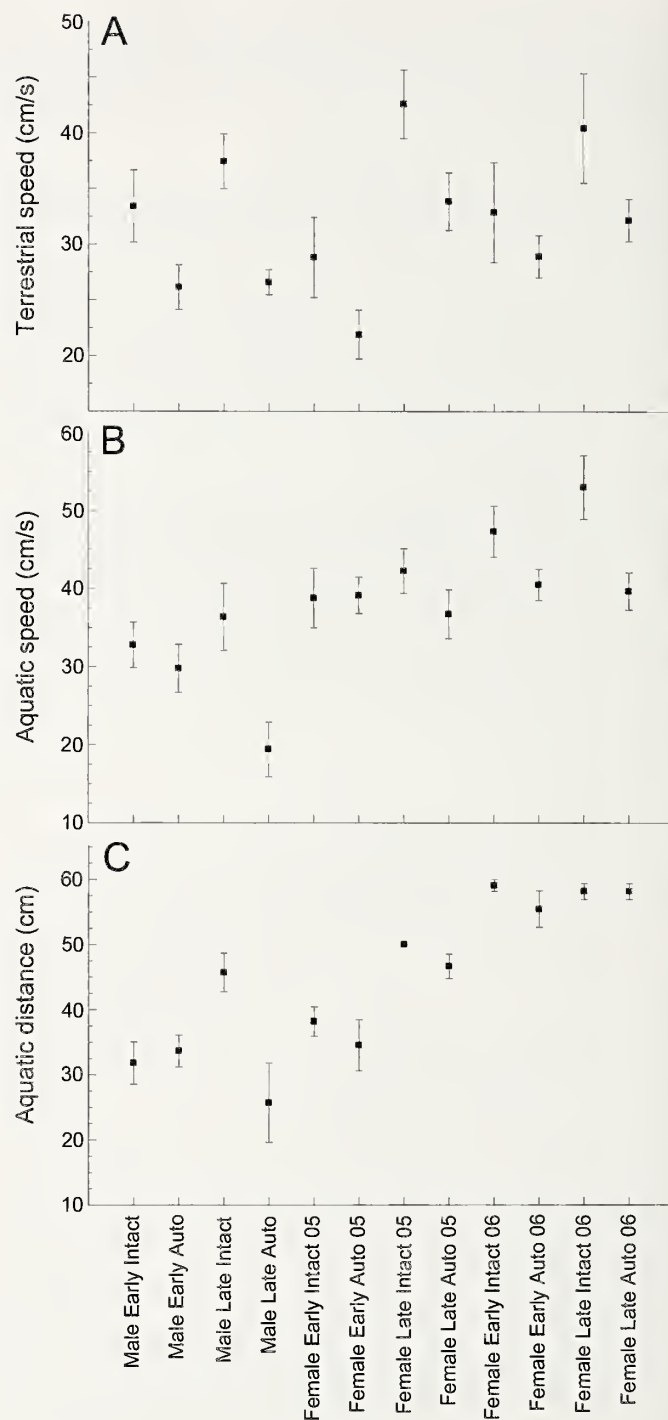 A
Terrestrial speed (cm/s)
50
40
30
20
B
Aquatic speed (cm/s)
60
50
40
30
20
10
C
Aquatic distance (cm)
60
50
40
30
20
10
Male Early Intact
Male Early Auto
Male Late Intact
Male Late Auto
Female Early Intact 05
Female Early Auto 05
Female Late Intact 05
Female Late Auto 05
Female Early Intact 06
Female Early Auto 06
Female Late Intact 06
Female Late Auto 06